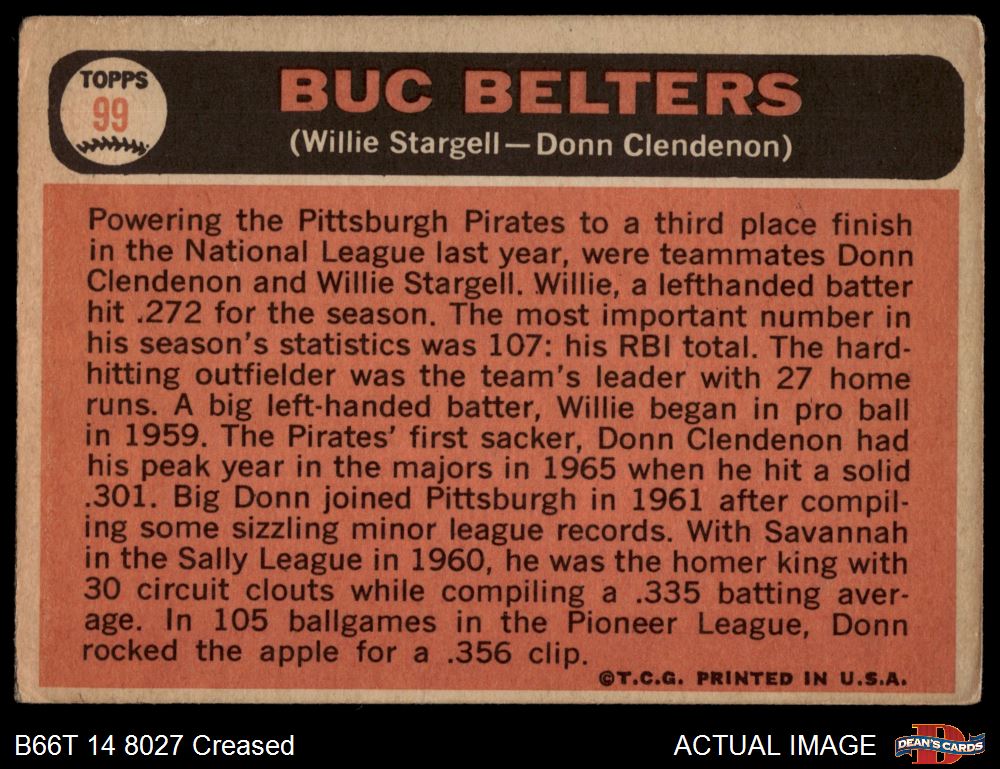 TOPPS
99
BUC BELTERS
(Willie Stargell—Donn Clendenon)
Powering the Pittsburgh Pirates to a third place finish
in the National League last year, were teammates Donn
Clendenon and Willie Stargell. Willie, a lefthanded batter
hit .272 for the season. The most important number in
his season's statistics was 107: his RBI total. The hard-
hitting outfielder was the team's leader with 27 home
runs. A big left-handed batter, Willie began in pro ball
in 1959. The Pirates' first sacker, Donn Clendenon had
his peak year in the majors in 1965 when he hit a solid
.301. Big Donn joined Pittsburgh in 1961 after compil-
ing some sizzling minor league records. With Savannah
in the Sally League in 1960, he was the homer king with
30 circuit clouts while compiling a .335 batting aver-
age. In 105 ballgames in the Pioneer League, Donn
rocked the apple for a .356 clip.
©T.C.G. PRINTED IN U.S.A.
B66T 14 8027 Creased
ACTUAL IMAGE
D
DEAN'S CARDS